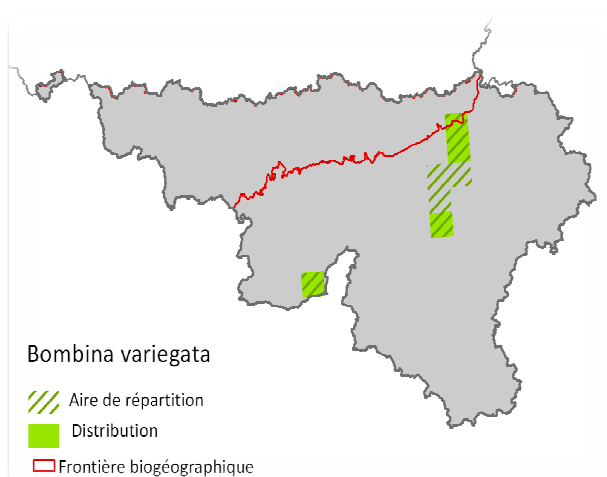 Bombina variegata
Aire de répartition
Distribution
Frontière biogéographique